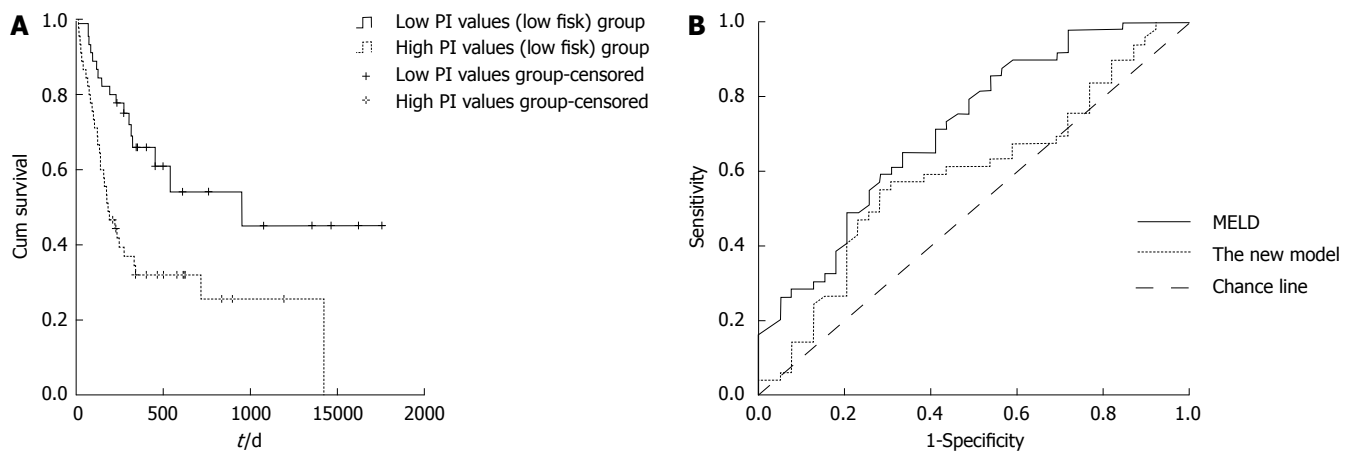 A
Cum survival
1.0
0.8
0.6
0.4
0.2
0.0
0
500
1000
15000
2000
t/d
Low PI values (low fisk) group
High PI values (low fisk) group
Low PI values group-censored
High PI values group-censored
B
Sensitivity
1.0
0.8
0.6
0.4
0.2
0.0
0.0
0.2
0.4
0.6
0.8
1.0
1-Specificity
MELD
The new model
Chance line